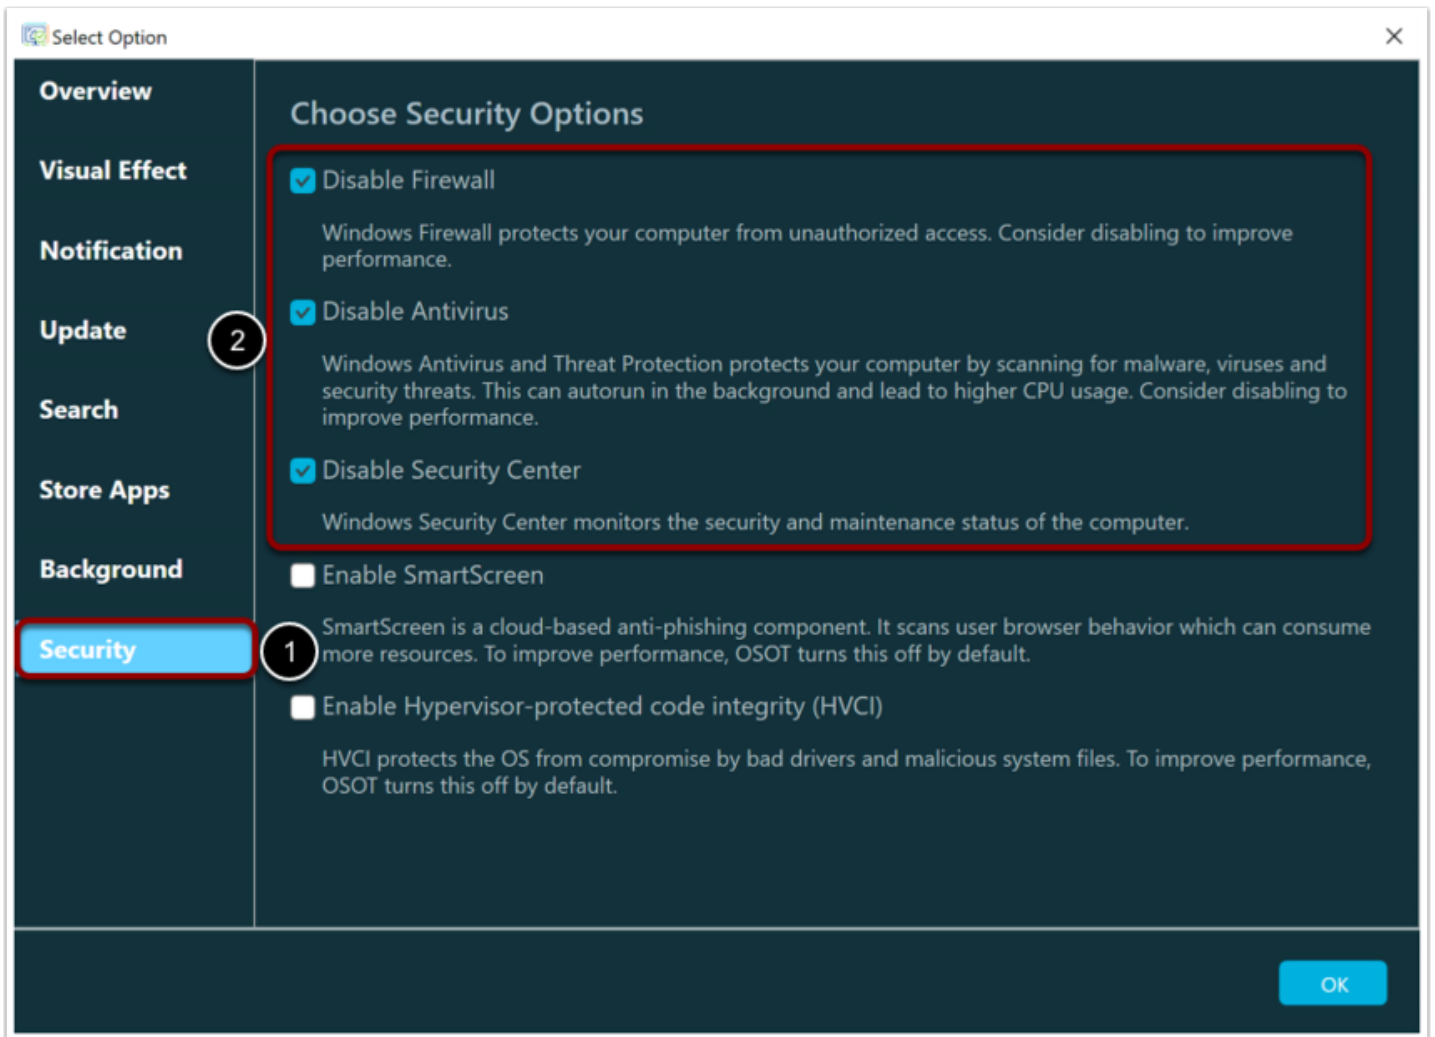 Select Option
Overview
Visual Effect
Notification
Update
Search
Store Apps
Background
Security
1
2
Choose Security Options
Disable Firewall
Windows Firewall protects your computer from unauthorized access. Consider disabling to improve
performance.
Disable Antivirus
Windows Antivirus and Threat Protection protects your computer by scanning for malware, viruses and
security threats. This can autorun in the background and lead to higher CPU usage. Consider disabling to
improve performance.
Disable Security Center
Windows Security Center monitors the security and maintenance status of the computer.
Enable SmartScreen
SmartScreen is a cloud-based anti-phishing component. It scans user browser behavior which can consume
more resources. To improve performance, OSOT turns this off by default.
Enable Hypervisor-protected code integrity (HVCI)
HVCI protects the OS from compromise by bad drivers and malicious system files. To improve performance,
OSOT turns this off by default.
OK